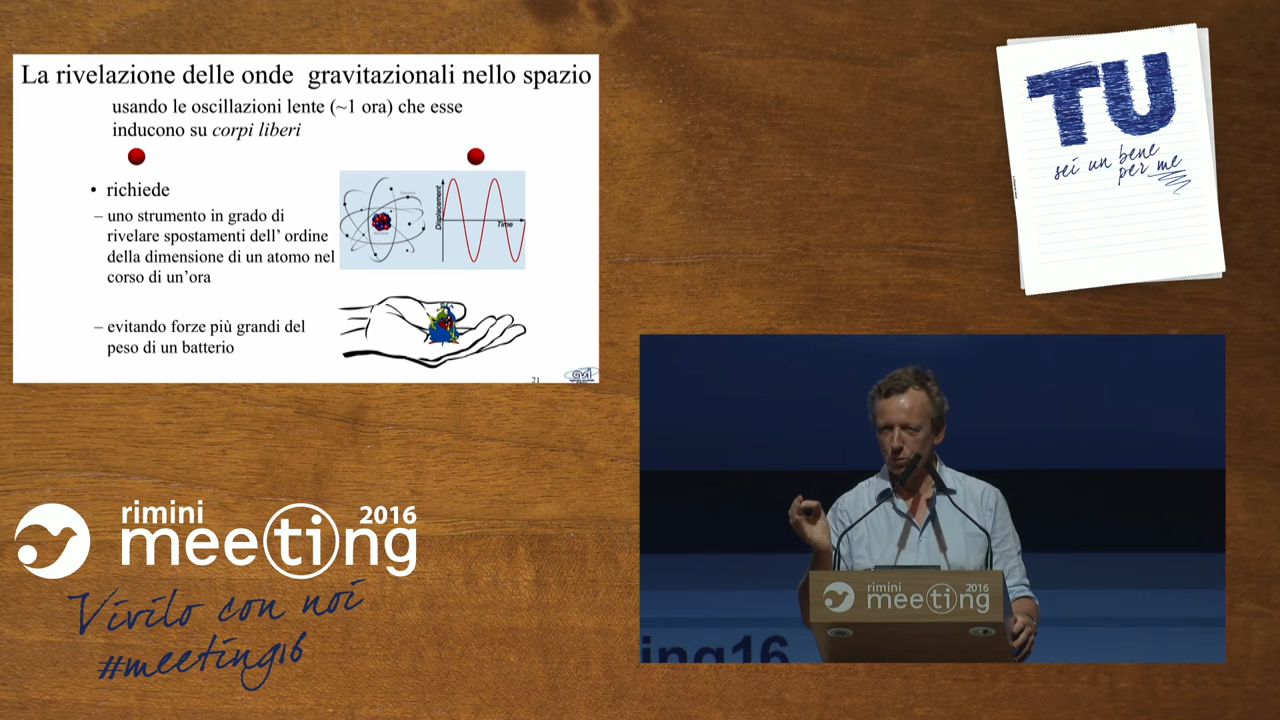 La rivelazione delle onde gravitazionali nello spazio
usando le oscillazioni lente (~1 ora) che esse
inducono su corpi liberi
• richiede
– uno strumento in grado di
rivelare spostamenti dell’ ordine
della dimensione di un atomo nel
corso di un’ora
Displacement
Time
– evitando forze più grandi del
peso di un batterio
21
TU
sei un bene
per me
rimini
meeting
2016
Vivilo con noi
#meeting16
rimini
meeting
2016
ing16